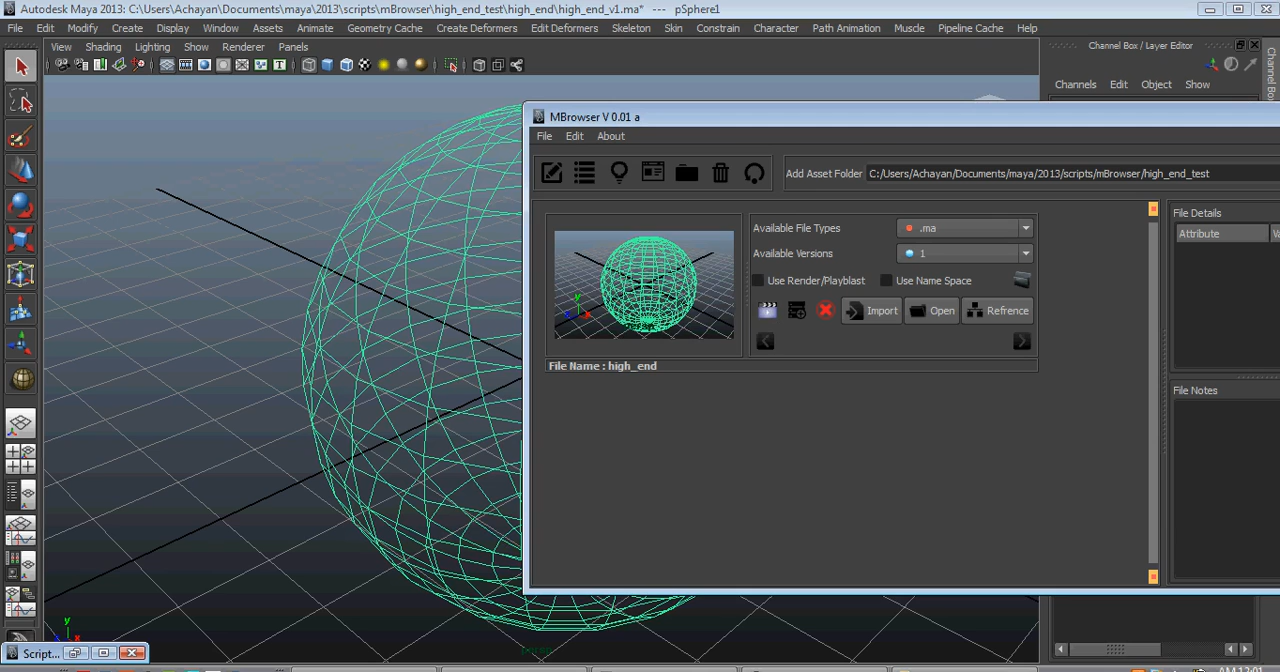 Autodesk Maya 2013: C:\Users\Achayan\Documents\maya\2013\scripts\mBrowser\high_end_test\high_end\high_end_v1.ma* --- pSphere1
File Edit Modify Create Display Window Assets Animate Geometry Cache Create Deformers Edit Deformers Skeleton Skin Constrain Character Path Animation Muscle Pipeline Cache Help
View Shading Lighting Show Renderer Panels
Channel Box / Layer Editor
Channels Edit Object Show
Channel Box
MBrowser V 0.01 a
File Edit About
Add Asset Folder C:/Users/Achayan/Documents/maya/2013/scripts/mBrowser/high_end_test
Available File Types .ma
Available Versions 1
Use Render/Playblast Use Name Space
Import Open Refrence
File Name : high_end
File Details
Attribute
File Notes
y
x
y
x
Script...